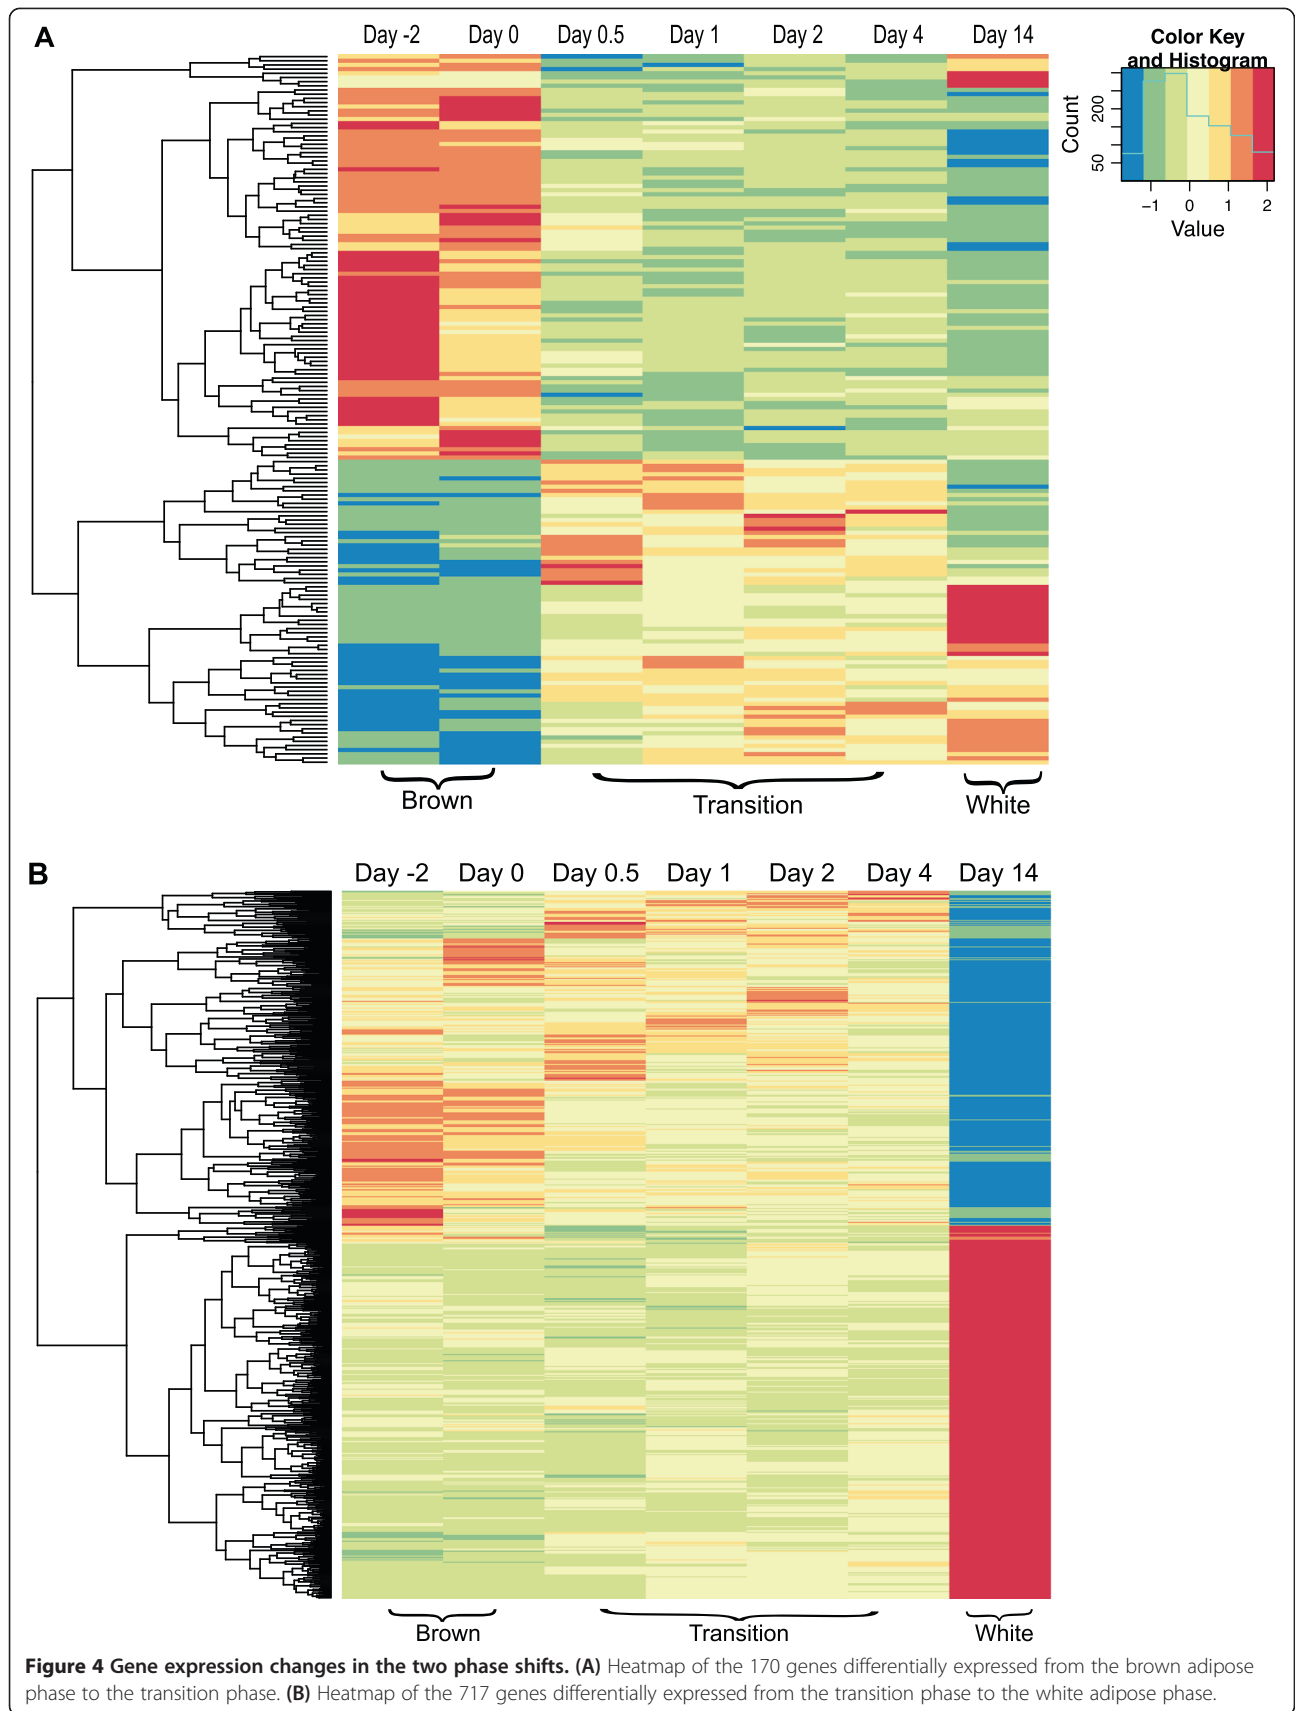 A
Day -2 Day 0 Day 0.5 Day 1 Day 2 Day 4 Day 14
Color Key
and Histogram
Count
50 200
−1 0 1 2
Value
Brown Transition White
B
Day -2 Day 0 Day 0.5 Day 1 Day 2 Day 4 Day 14
Brown Transition White
Figure 4 Gene expression changes in the two phase shifts. (A) Heatmap of the 170 genes differentially expressed from the brown adipose
phase to the transition phase. (B) Heatmap of the 717 genes differentially expressed from the transition phase to the white adipose phase.